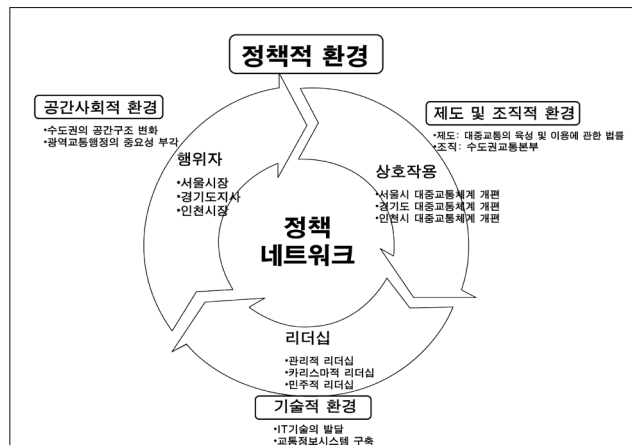 정책적 환경
공간사회적 환경
•수도권의 공간구조 변화
•광역교통행정의 중요성 부각
제도 및 조직적 환경
•제도: 대중교통의 육성 및 이용에 관한 법률
•조직: 수도권교통본부
행위자
•서울시장
•경기도지사
•인천시장
상호작용
•서울시 대중교통체계 개편
•경기도 대중교통체계 개편
•인천시 대중교통체계 개편
정책
네트워크
리더십
•관리적 리더십
•카리스마적 리더십
•민주적 리더십
기술적 환경
•IT기술의 발달
•교통정보시스템 구축